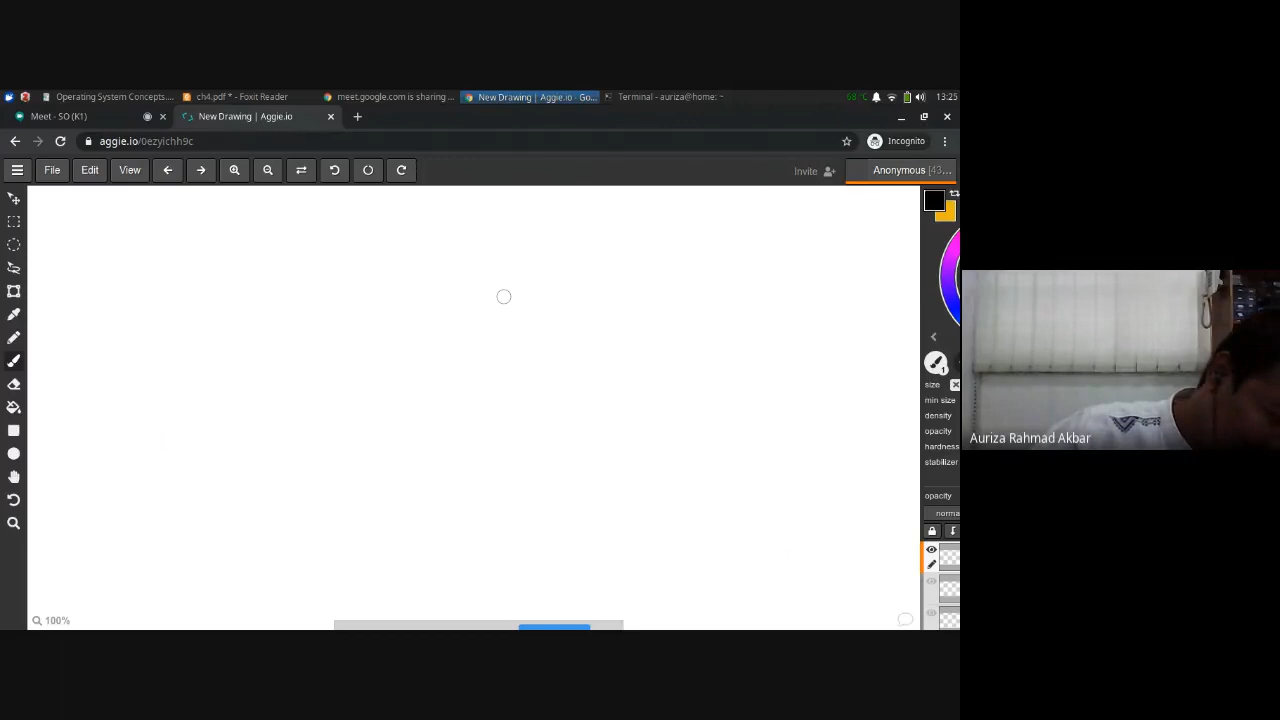 Operating System Concepts....
ch4.pdf * - Foxit Reader
meet.google.com is sharing ...
New Drawing | Aggie.io - Go...
Terminal - auriza@home: ~
68°C
13:25
Meet - SO (K1)
New Drawing | Aggie.io
aggie.io/0ezyichh9c
Incognito
File
Edit
View
Invite
Anonymous [43...
1
size
min size
density
opacity
hardness
stabilizer
opacity
norma
100%
Auriza Rahmad Akbar